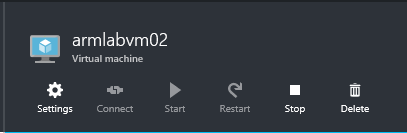 armlabvm02
Virtual machine
Settings Connect Start Restart Stop Delete